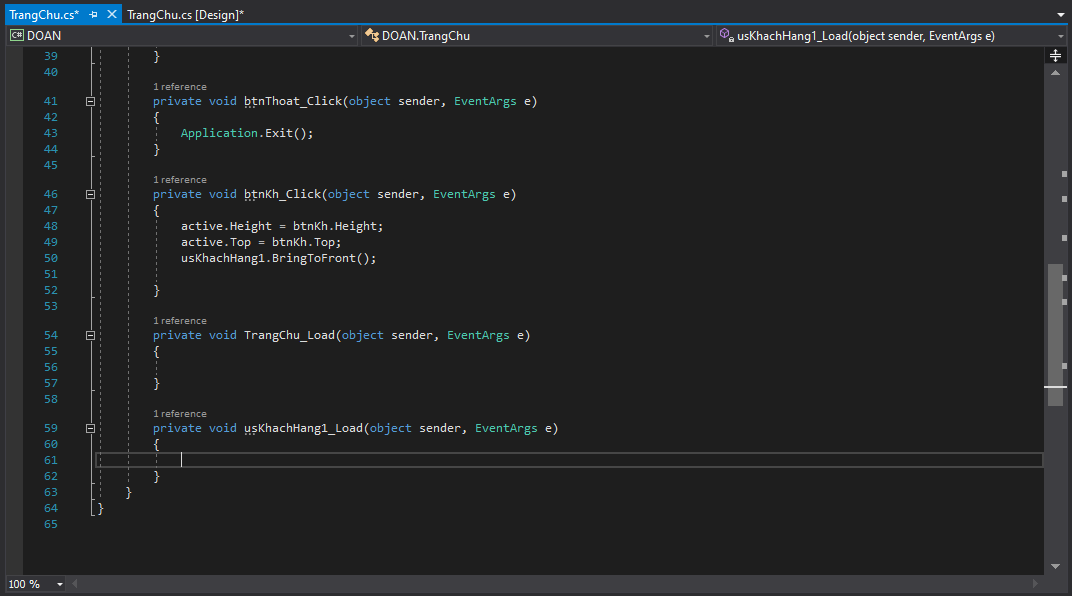 TrangChu.cs* TrangChu.cs [Design]*
C# DOAN DOAN.TrangChu usKhachHang1_Load(object sender, EventArgs e)
39 }
40
1 reference
41 private void btnThoat_Click(object sender, EventArgs e)
42 {
43 Application.Exit();
44 }
45
1 reference
46 private void btnKh_Click(object sender, EventArgs e)
47 {
48 active.Height = btnKh.Height;
49 active.Top = btnKh.Top;
50 usKhachHang1.BringToFront();
51
52 }
53
1 reference
54 private void TrangChu_Load(object sender, EventArgs e)
55 {
56
57 }
58
1 reference
59 private void usKhachHang1_Load(object sender, EventArgs e)
60 {
61
62 }
63 }
64 }
65
100 %